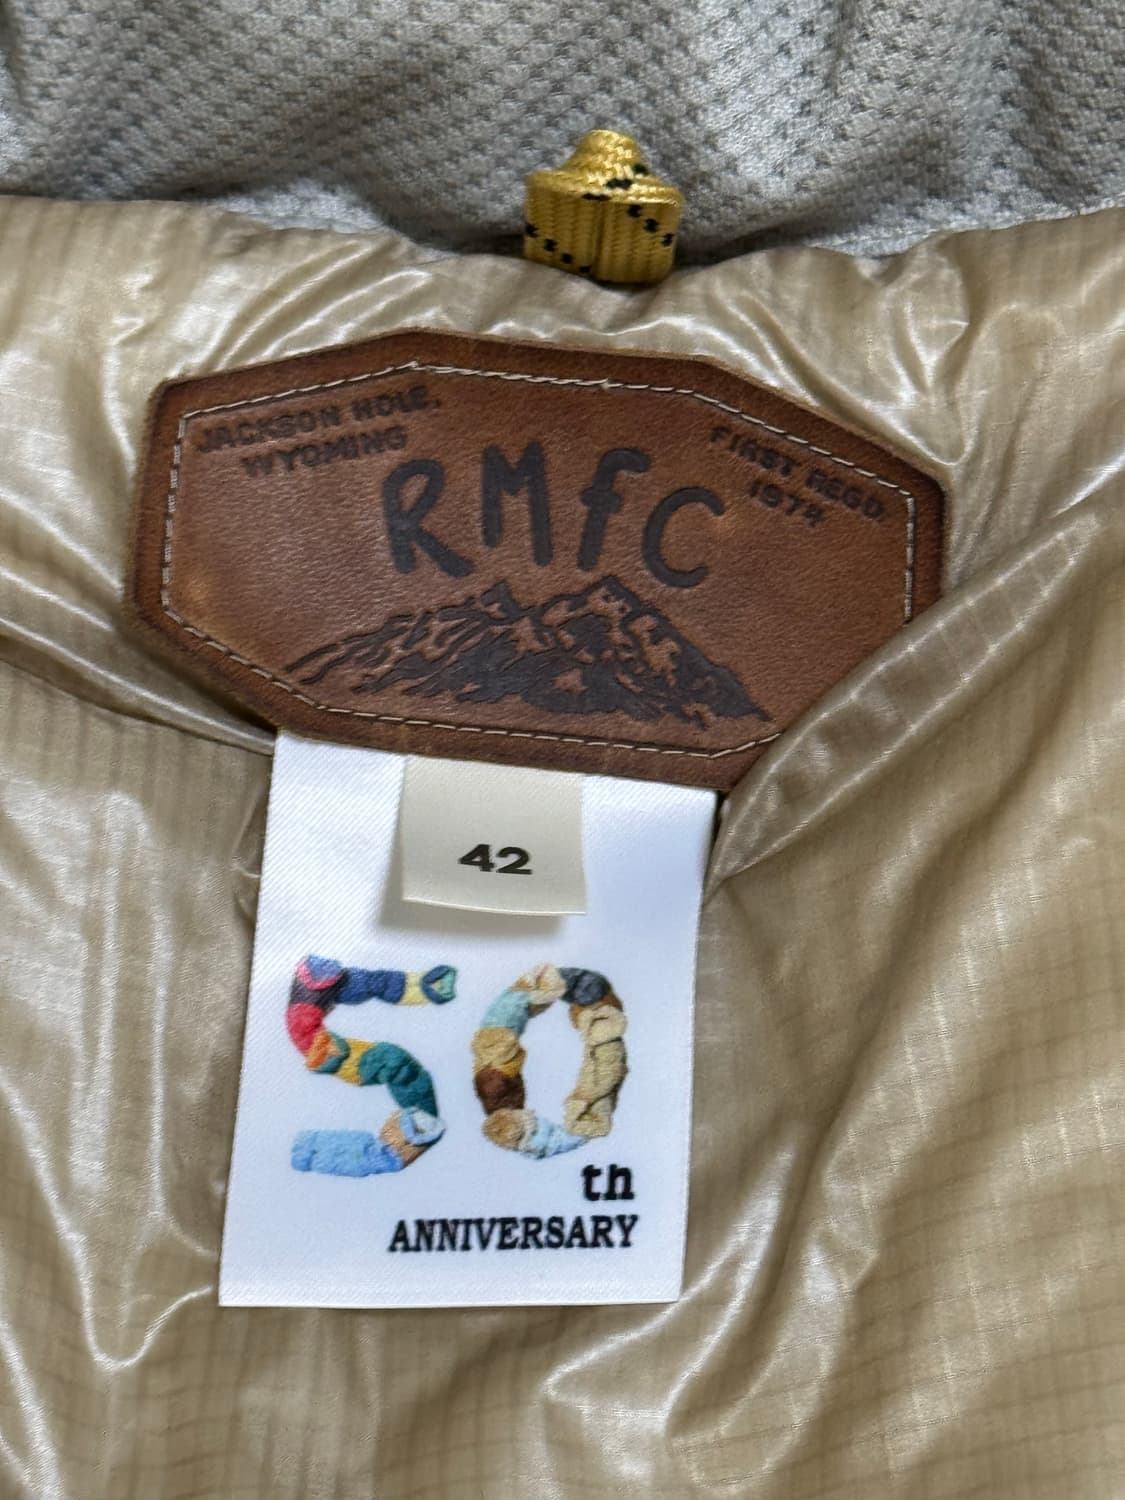 JACKSON HOLE,
WYOMING
RMfC
FIRST REGD.
1974
42
50
th
ANNIVERSARY